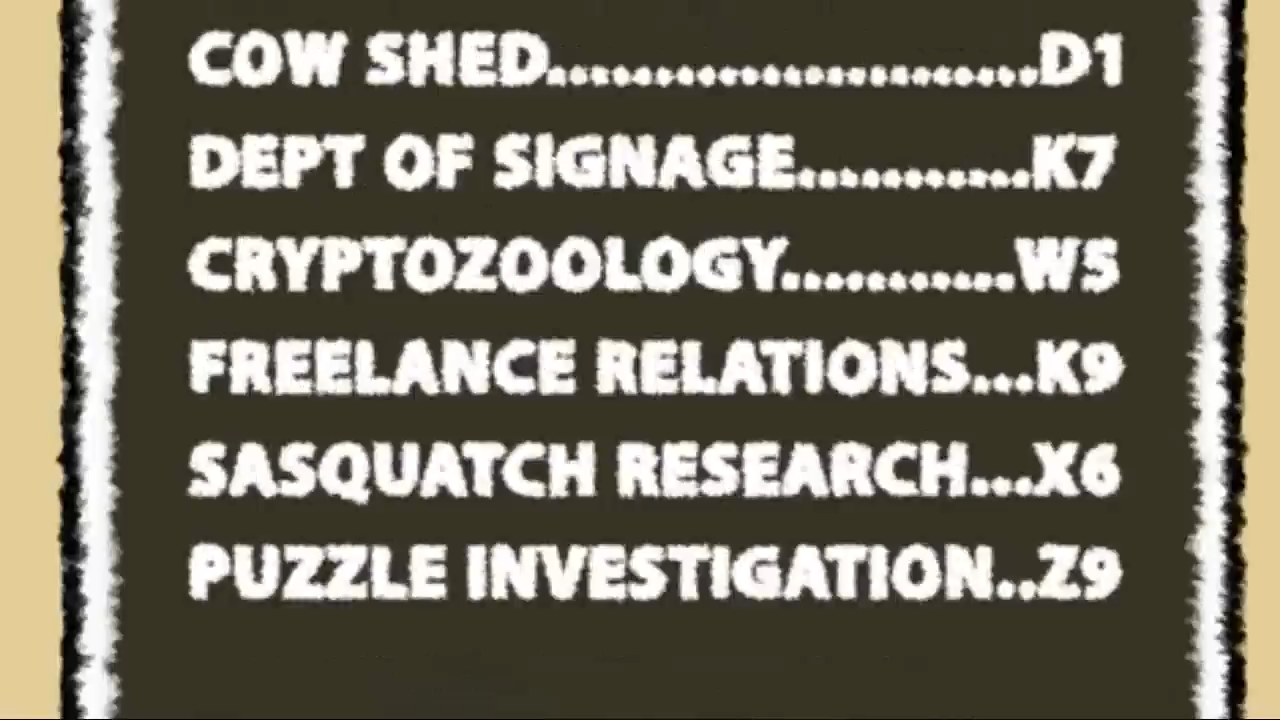 COW SHED...........................D1
DEPT OF SIGNAGE............K7
CRYPTOZOOLOGY............W5
FREELANCE RELATIONS...K9
SASQUATCH RESEARCH...X6
PUZZLE INVESTIGATION..Z9